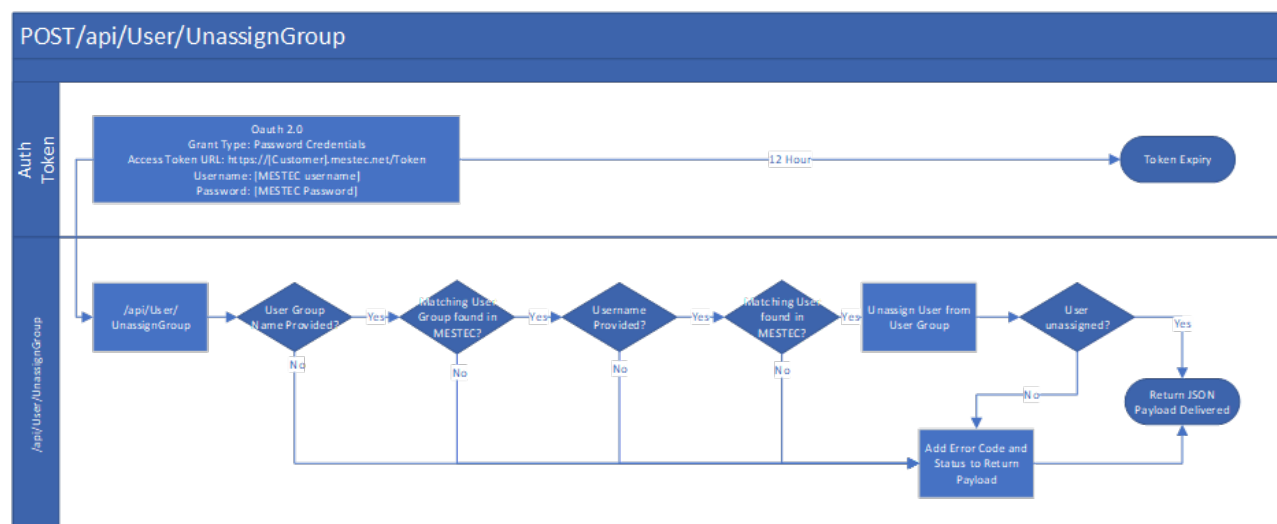 POST/api/User/UnassignGroup
Auth
Token
Oauth 2.0
Grant Type: Password Credentials
Access Token URL: https://[Customer].mestec.net/Token
Username: [MESTEC username]
Password: [MESTEC Password]
12 Hour
Token Expiry
/api/User/UnassignGroup
/api/User/
UnassignGroup
User Group
Name Provided?
Yes
Matching User
Group found in
MESTEC?
Yes
Username
Provided?
Yes
Matching User
found in
MESTEC?
Yes
Unassign User from
User Group
User
unassigned?
Yes
No
No
No
No
No
Return JSON
Payload Delivered
Add Error Code and
Status to Return
Payload